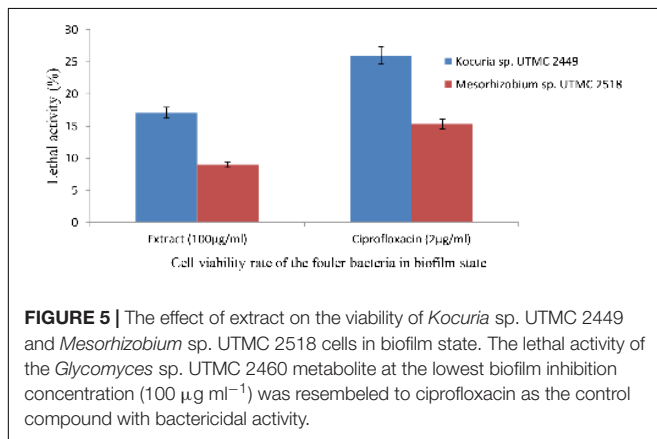 30
25
20
15
10
5
0
Lethal activity (%)
Kocuria sp. UTMC 2449
Mesorhizobium sp. UTMC 2518
Extract (100µg/ml)
Ciprofloxacin (2µg/ml)
Cell viability rate of the fouler bacteria in biofilm state
FIGURE 5 | The effect of extract on the viability of Kocuria sp. UTMC 2449
and Mesorhizobium sp. UTMC 2518 cells in biofilm state. The lethal activity of
the Glycomyces sp. UTMC 2460 metabolite at the lowest biofilm inhibition
concentration (100 µg ml−1) was resembeled to ciprofloxacin as the control
compound with bactericidal activity.